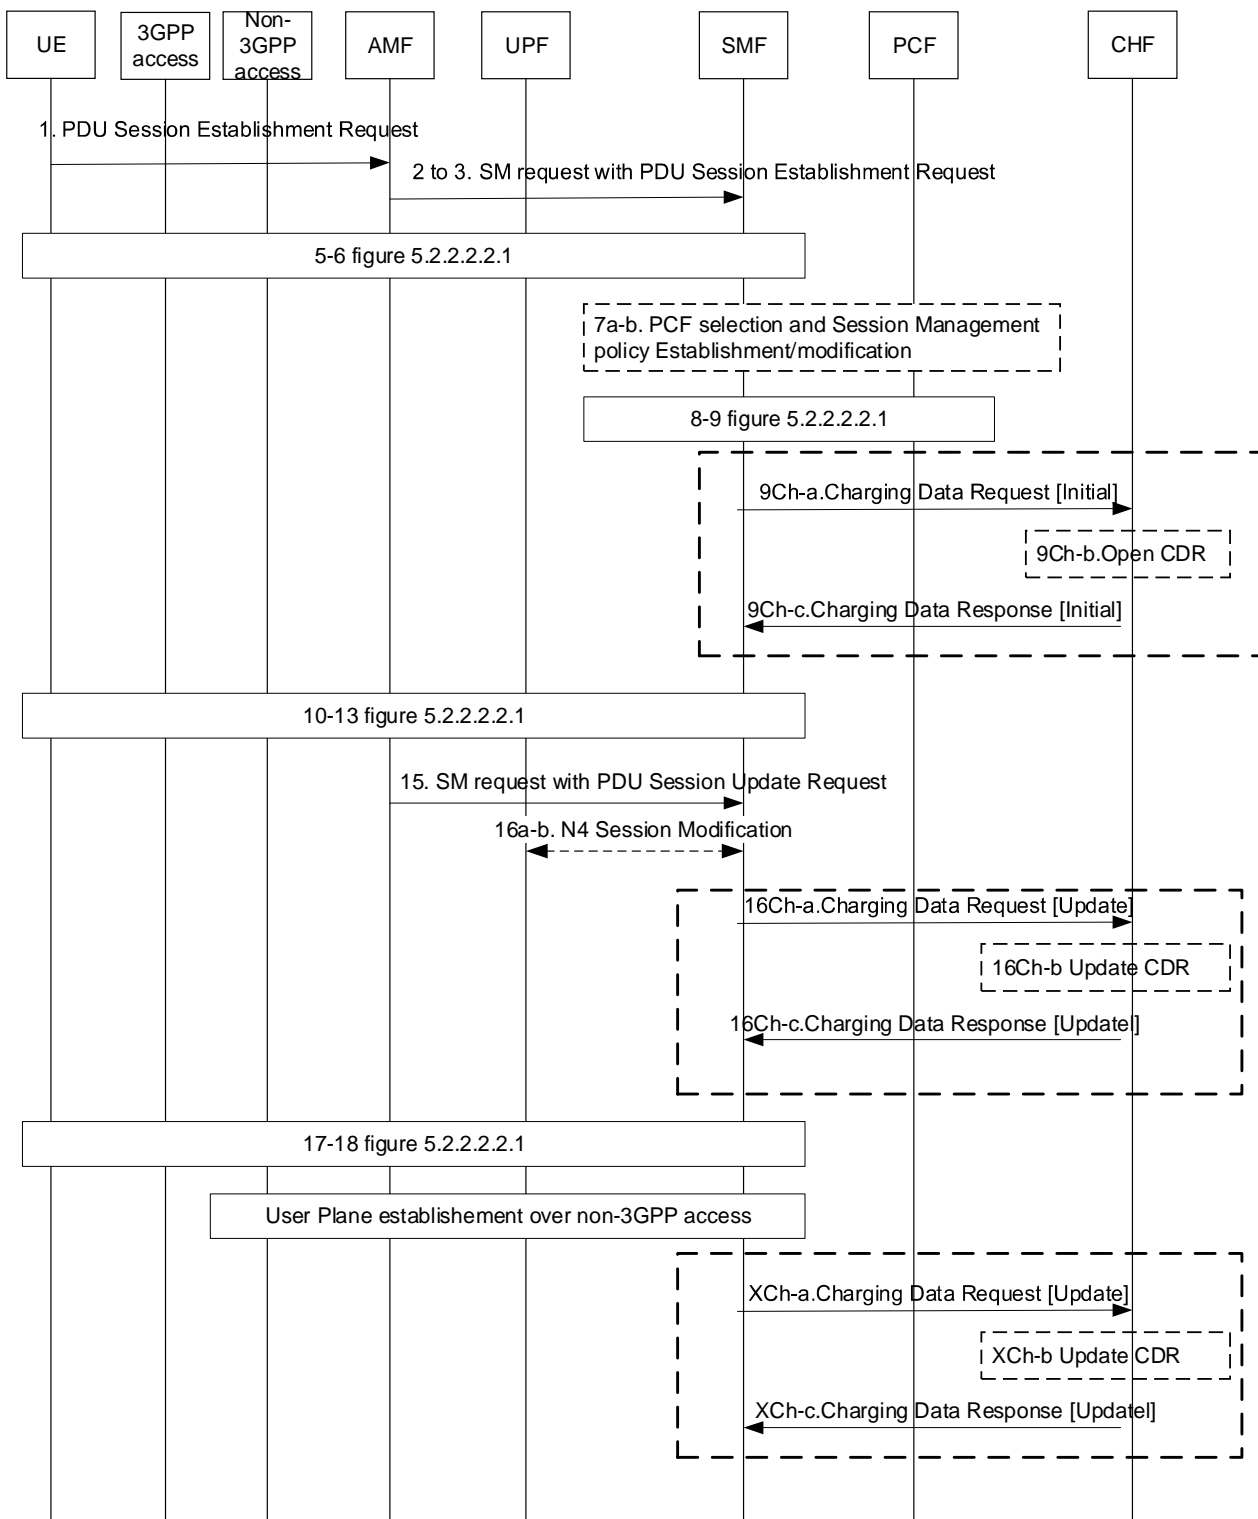 UE
3GPP
access
Non-
3GPP
access
AMF
UPF
SMF
PCF
CHF
1. PDU Session Establishment Request
2 to 3. SM request with PDU Session Establishment Request
5-6 figure 5.2.2.2.2.1
7a-b. PCF selection and Session Management
policy Establishment/modification
8-9 figure 5.2.2.2.2.1
9Ch-a.Charging Data Request [Initial]
9Ch-b.Open CDR
9Ch-c.Charging Data Response [Initial]
10-13 figure 5.2.2.2.2.1
15. SM request with PDU Session Update Request
16a-b. N4 Session Modification
16Ch-a.Charging Data Request [Update]
16Ch-b Update CDR
16Ch-c.Charging Data Response [Updatel]
17-18 figure 5.2.2.2.2.1
User Plane establishement over non-3GPP access
XCh-a.Charging Data Request [Update]
XCh-b Update CDR
XCh-c.Charging Data Response [Updatel]